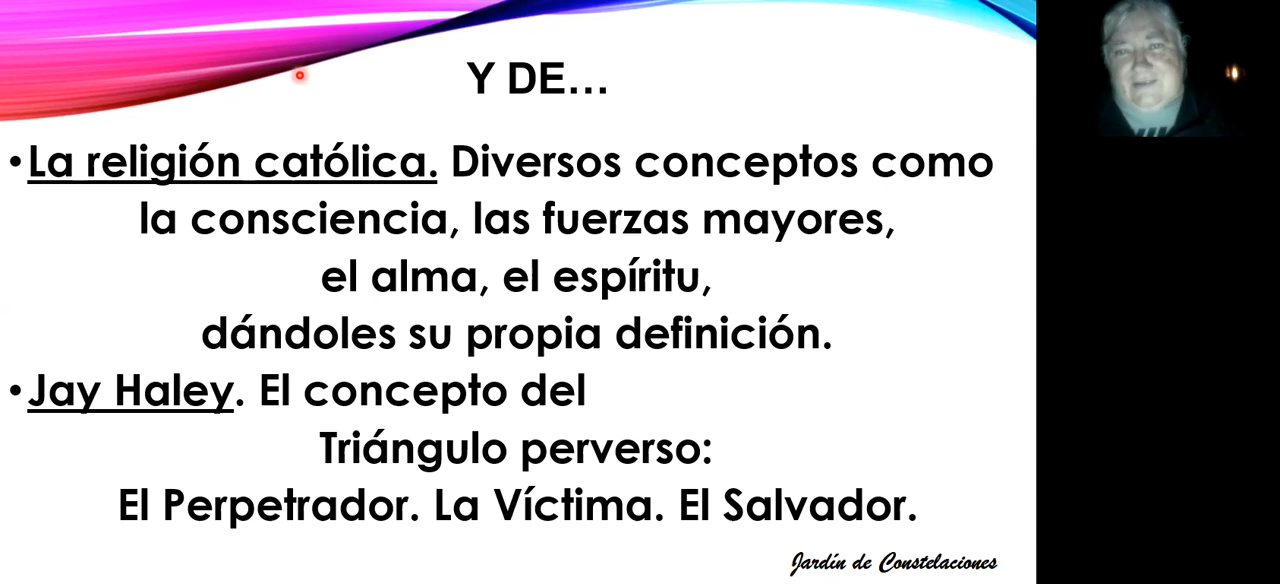 Y DE...
• La religión católica. Diversos conceptos como
la consciencia, las fuerzas mayores,
el alma, el espíritu,
dándoles su propia definición.
• Jay Haley. El concepto del
Triángulo perverso:
El Perpetrador. La Víctima. El Salvador.
Jardín de Constelaciones